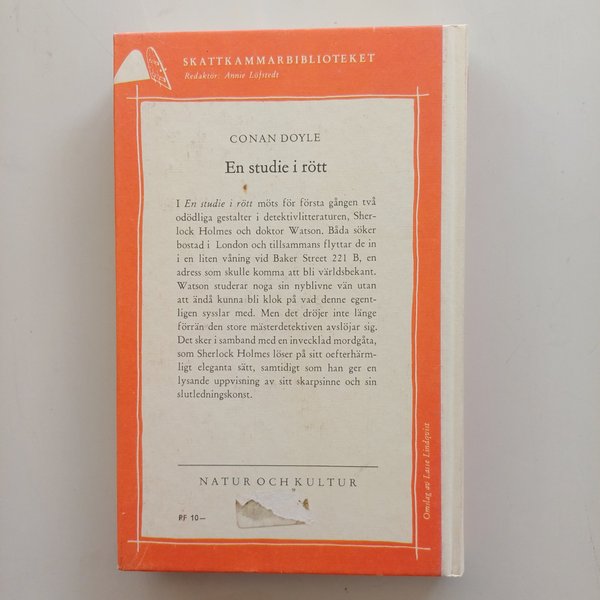 SKATTKAMMARBIBLIOTEKET
Redaktör: Annie Löfstedt
CONAN DOYLE
En studie i rött
I En studie i rött möts för första gången två
odödliga gestalter i detektivlitteraturen, Sher-
lock Holmes och doktor Watson. Båda söker
bostad i London och tillsammans flyttar de in
i en liten våning vid Baker Street 221 B, en
adress som skulle komma att bli världsbekant.
Watson studerar noga sin nyblivne vän utan
att ändå kunna bli klok på vad denne egent-
ligen sysslar med. Men det dröjer inte länge
förrän den store mästerdetektiven avslöjar sig.
Det sker i samband med en invecklad mordgåta,
som Sherlock Holmes löser på sitt oefterhärm-
ligt eleganta sätt, samtidigt som han ger en
lysande uppvisning av sitt skarpsinne och sin
slutledningskonst.
NATUR OCH KULTUR
PF 10—
Omslag av Lasse Lindqvist